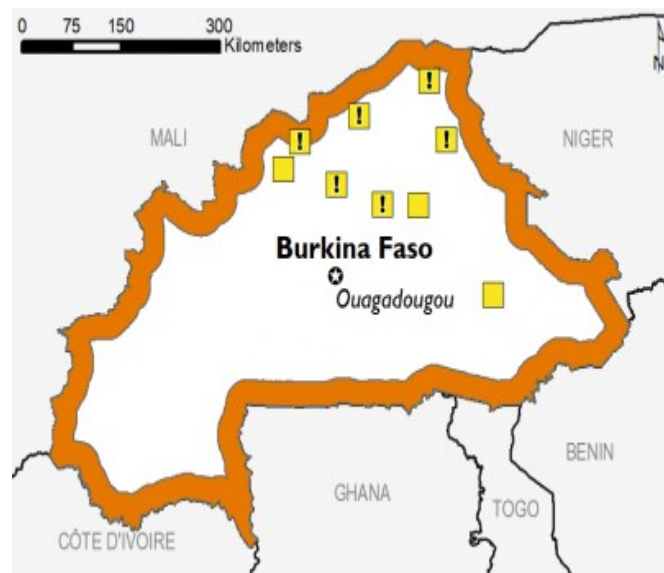 0 75 150 300
Kilometers
N
MALI
NIGER
!
!
!
!
!
!
Burkina Faso
Ouagadougou
BENIN
GHANA
TOGO
CÔTE D'IVOIRE